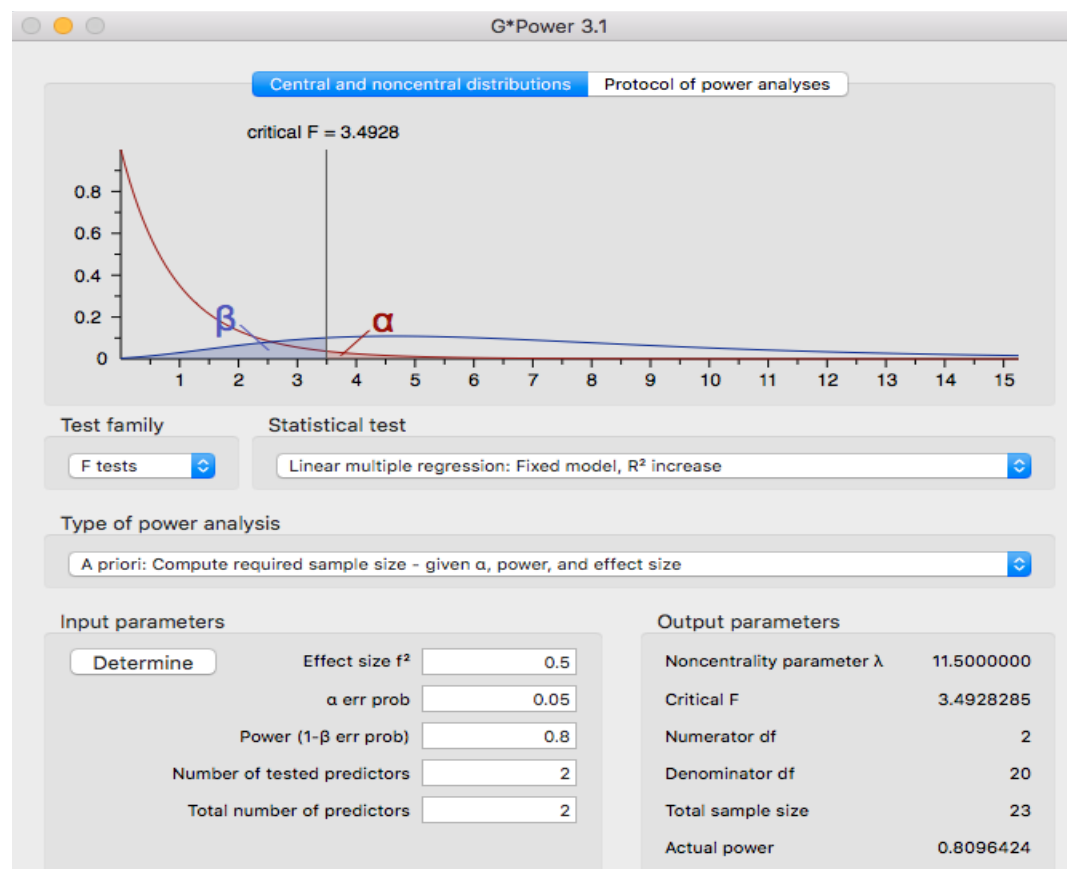 G*Power 3.1
Central and noncentral distributions Protocol of power analyses
critical F = 3.4928
0.8
0.6
0.4
0.2
0
β
α
1 2 3 4 5 6 7 8 9 10 11 12 13 14 15
Test family Statistical test
F tests Linear multiple regression: Fixed model, R² increase
Type of power analysis
A priori: Compute required sample size - given α, power, and effect size
Input parameters Output parameters
Determine Effect size f² 0.5 Noncentrality parameter λ 11.5000000
α err prob 0.05 Critical F 3.4928285
Power (1-β err prob) 0.8 Numerator df 2
Number of tested predictors 2 Denominator df 20
Total number of predictors 2 Total sample size 23
Actual power 0.8096424